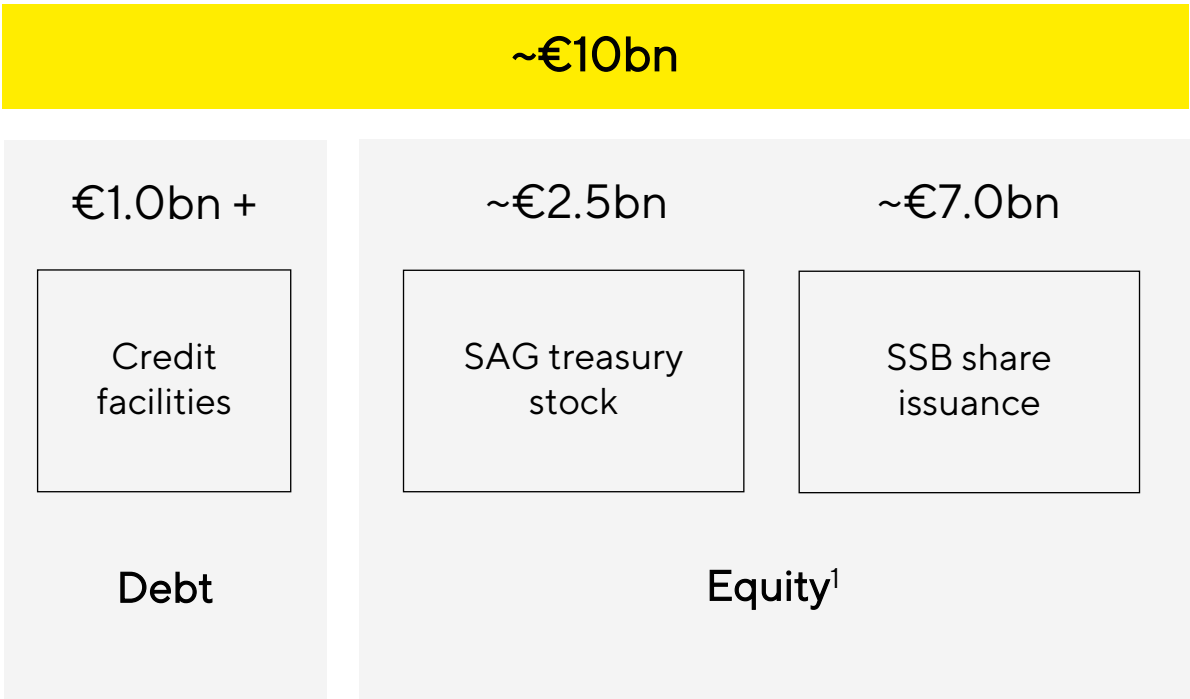 ~€10bn
€1.0bn +
~€2.5bn
~€7.0bn
Credit
facilities
SAG treasury
stock
SSB share
issuance
Debt
Equity¹